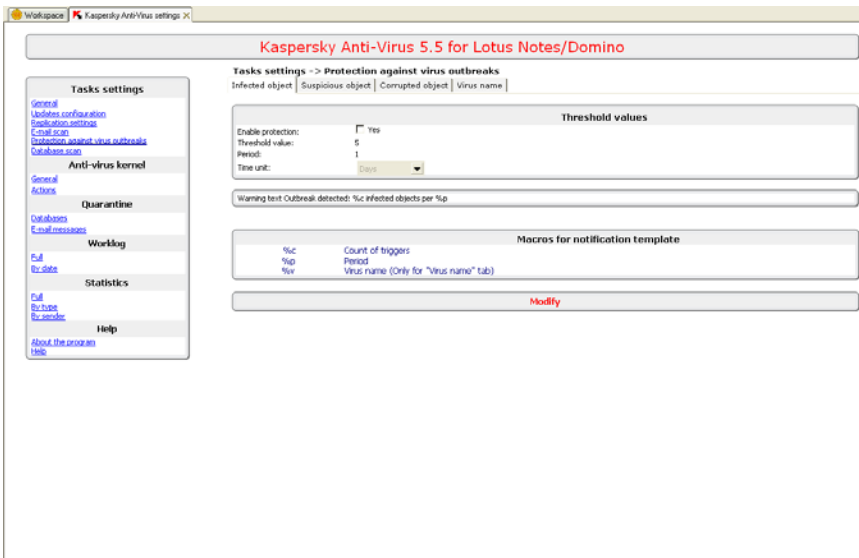 Workspace
Kaspersky Anti-Virus settings
Kaspersky Anti-Virus 5.5 for Lotus Notes/Domino
Tasks settings
General
Updates configuration
Replication settings
E-mail scan
Protection against virus outbreaks
Database scan
Anti-virus kernel
General
Actions
Quarantine
Databases
E-mail messages
Worklog
Full
By date
Statistics
Full
By type
By sender
Help
About the program
Help
Tasks settings -> Protection against virus outbreaks
Infected object Suspicious object Corrupted object Virus name
Threshold values
Enable protection: Yes
Threshold value: 5
Period: 1
Time unit: Days
Warning text Outbreak detected: %c infected objects per %p
Macros for notification template
%c Count of triggers
%p Period
%v Virus name (Only for "Virus name" tab)
Modify